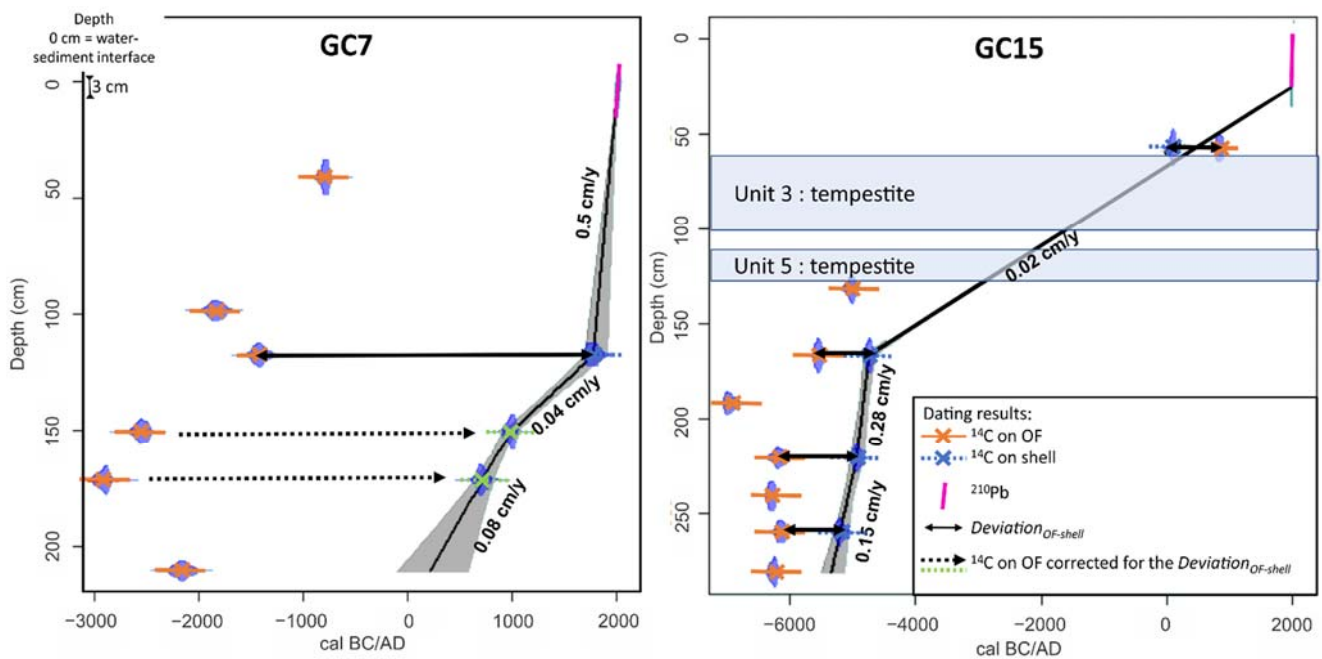 Depth
0 cm = water-
sediment interface
3 cm
GC7
0.5 cm/y
0.04 cm/y
0.08 cm/y
Depth (cm)
0
50
100
150
200
−3000
−2000
−1000
0
1000
2000
cal BC/AD
GC15
Unit 3 : tempestite
Unit 5 : tempestite
0.02 cm/y
0.28 cm/y
0.15 cm/y
Depth (cm)
0
50
100
150
200
250
−6000
−4000
−2000
0
2000
cal BC/AD
Dating results:
¹⁴C on OF
¹⁴C on shell
²¹⁰Pb
Deviation OF-shell
¹⁴C on OF corrected for the Deviation OF-shell